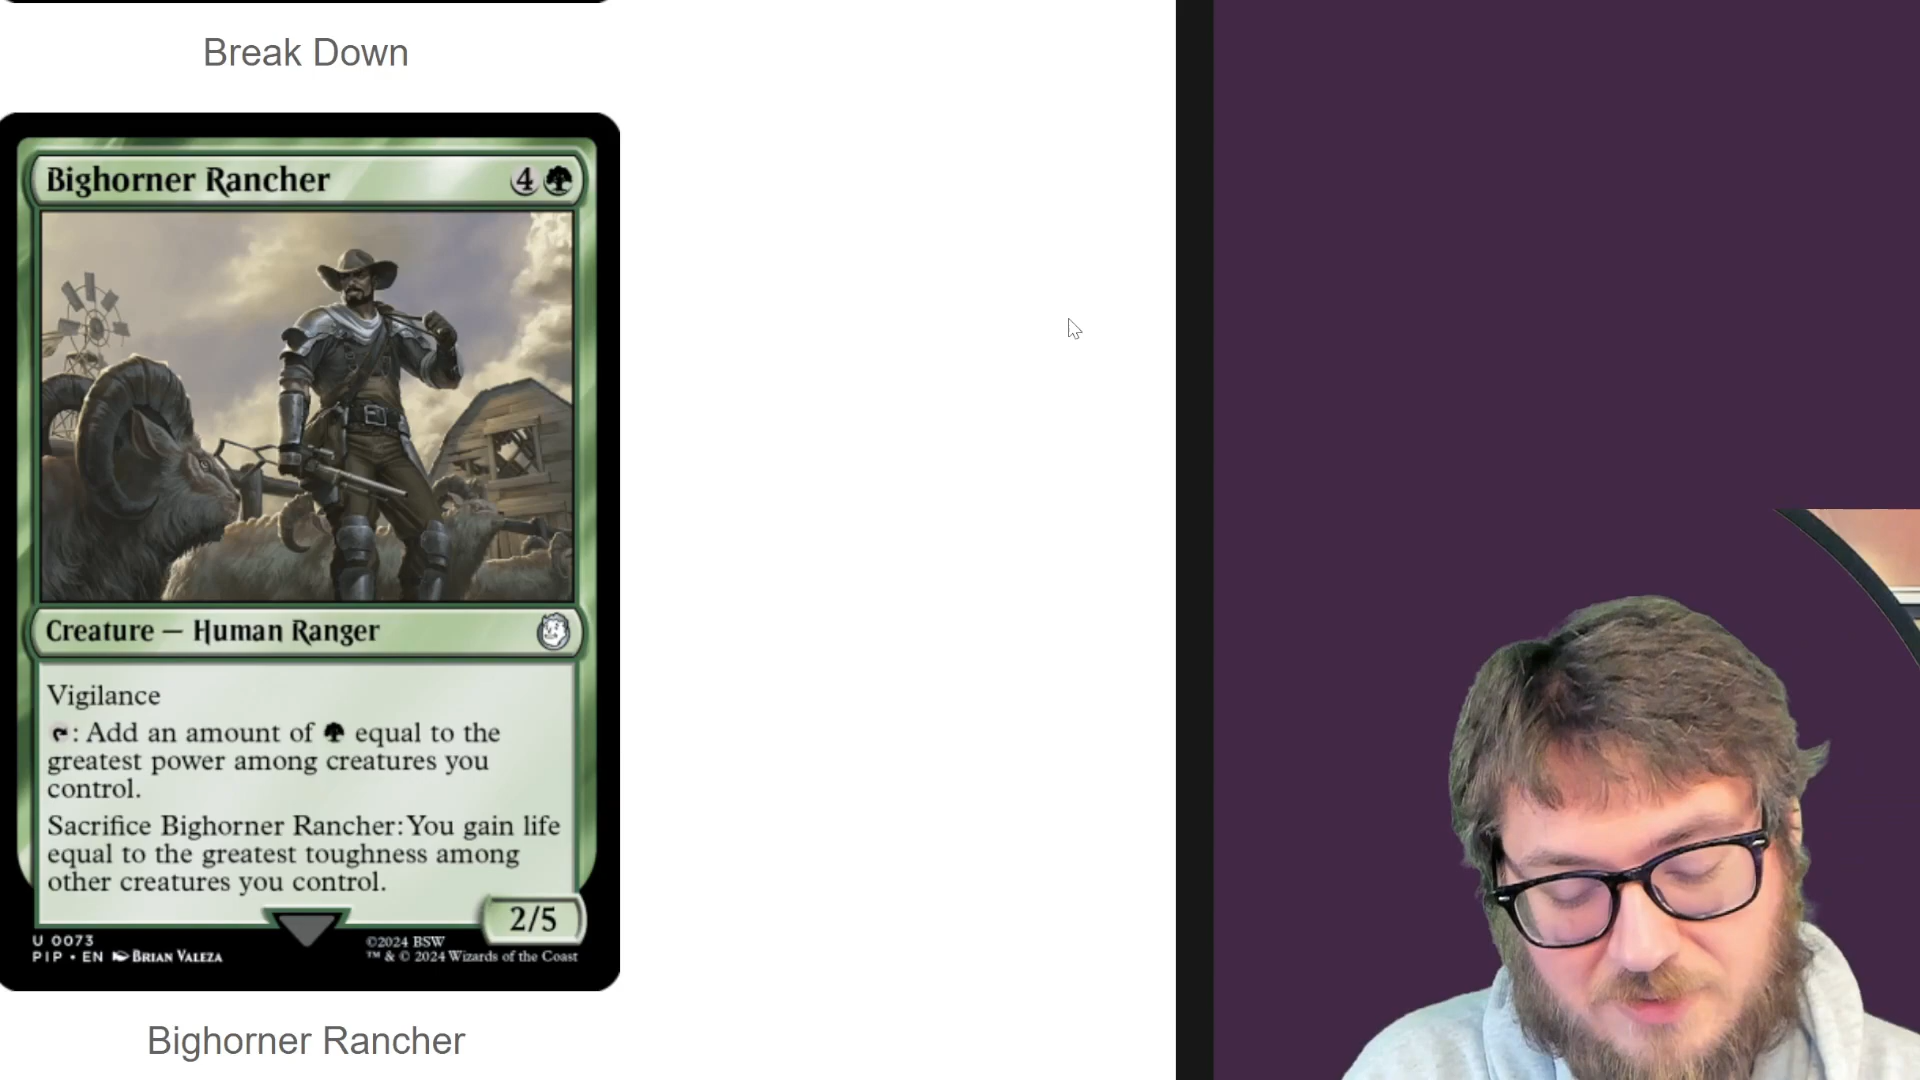 Break Down
Bighorner Rancher 4
Creature — Human Ranger
Vigilance
: Add an amount of equal to the
greatest power among creatures you
control.
Sacrifice Bighorner Rancher: You gain life
equal to the greatest toughness among
other creatures you control.
2/5
U 0073
PIP • EN BRIAN VALEZA
©2024 BSW
™ & © 2024 Wizards of the Coast
Bighorner Rancher